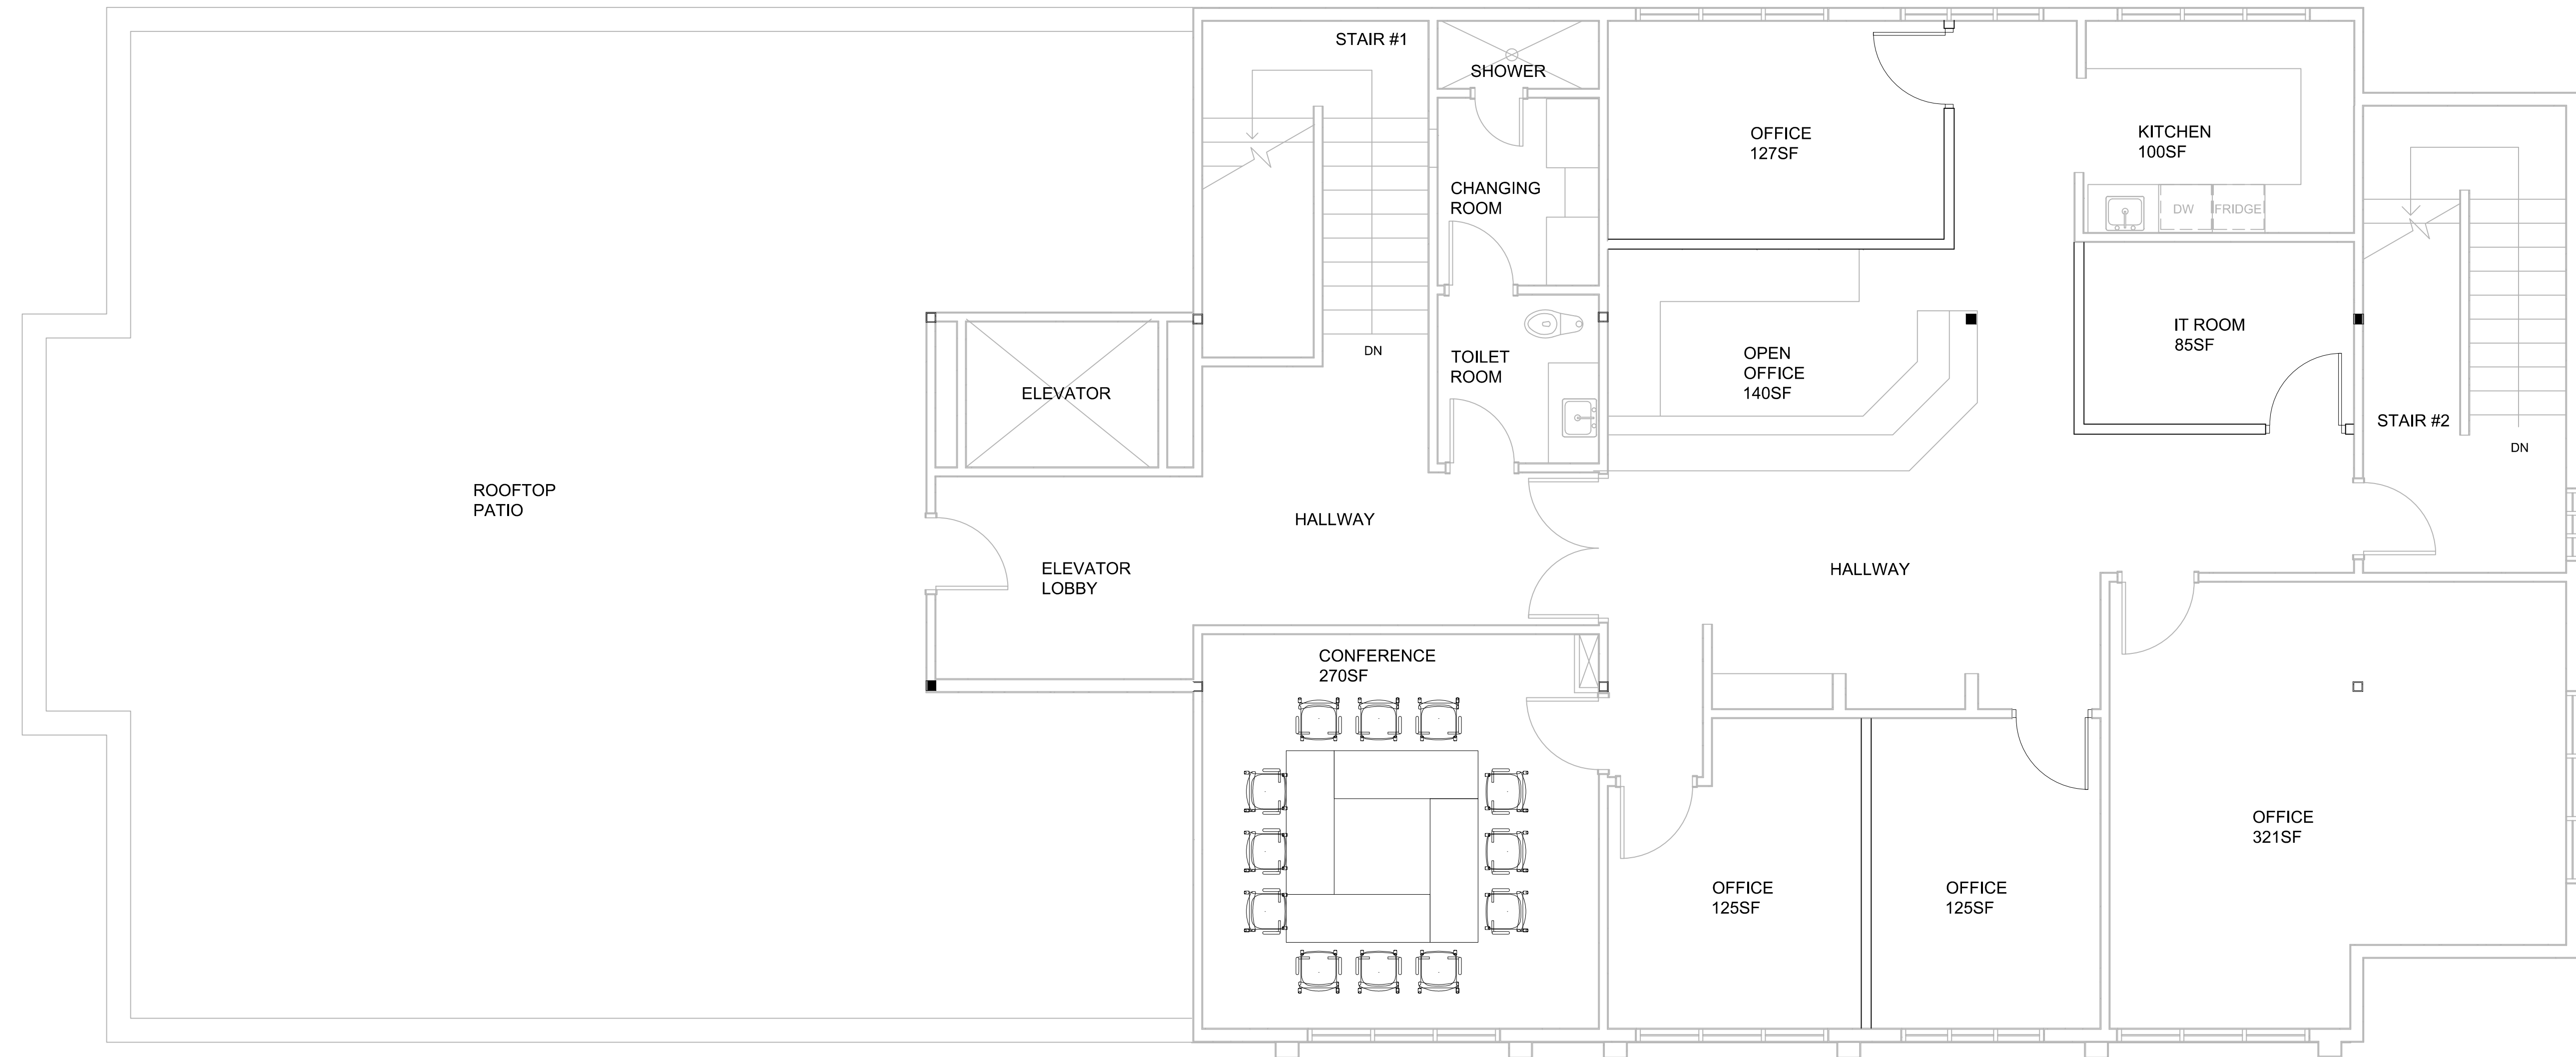 STAIR #1
SHOWER
OFFICE
127SF
KITCHEN
100SF
CHANGING
ROOM
DW
FRIDGE
IT ROOM
85SF
DN
TOILET
ROOM
OPEN
OFFICE
140SF
ELEVATOR
STAIR #2
DN
ROOFTOP
PATIO
HALLWAY
ELEVATOR
LOBBY
HALLWAY
CONFERENCE
270SF
OFFICE
321SF
OFFICE
125SF
OFFICE
125SF